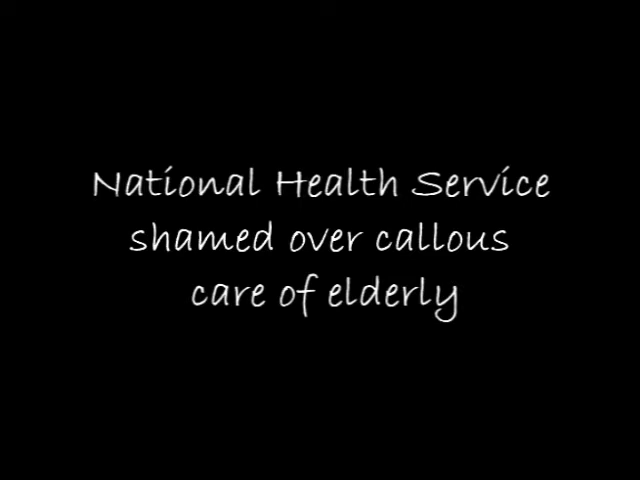 National Health Service
shamed over callous
care of elderly